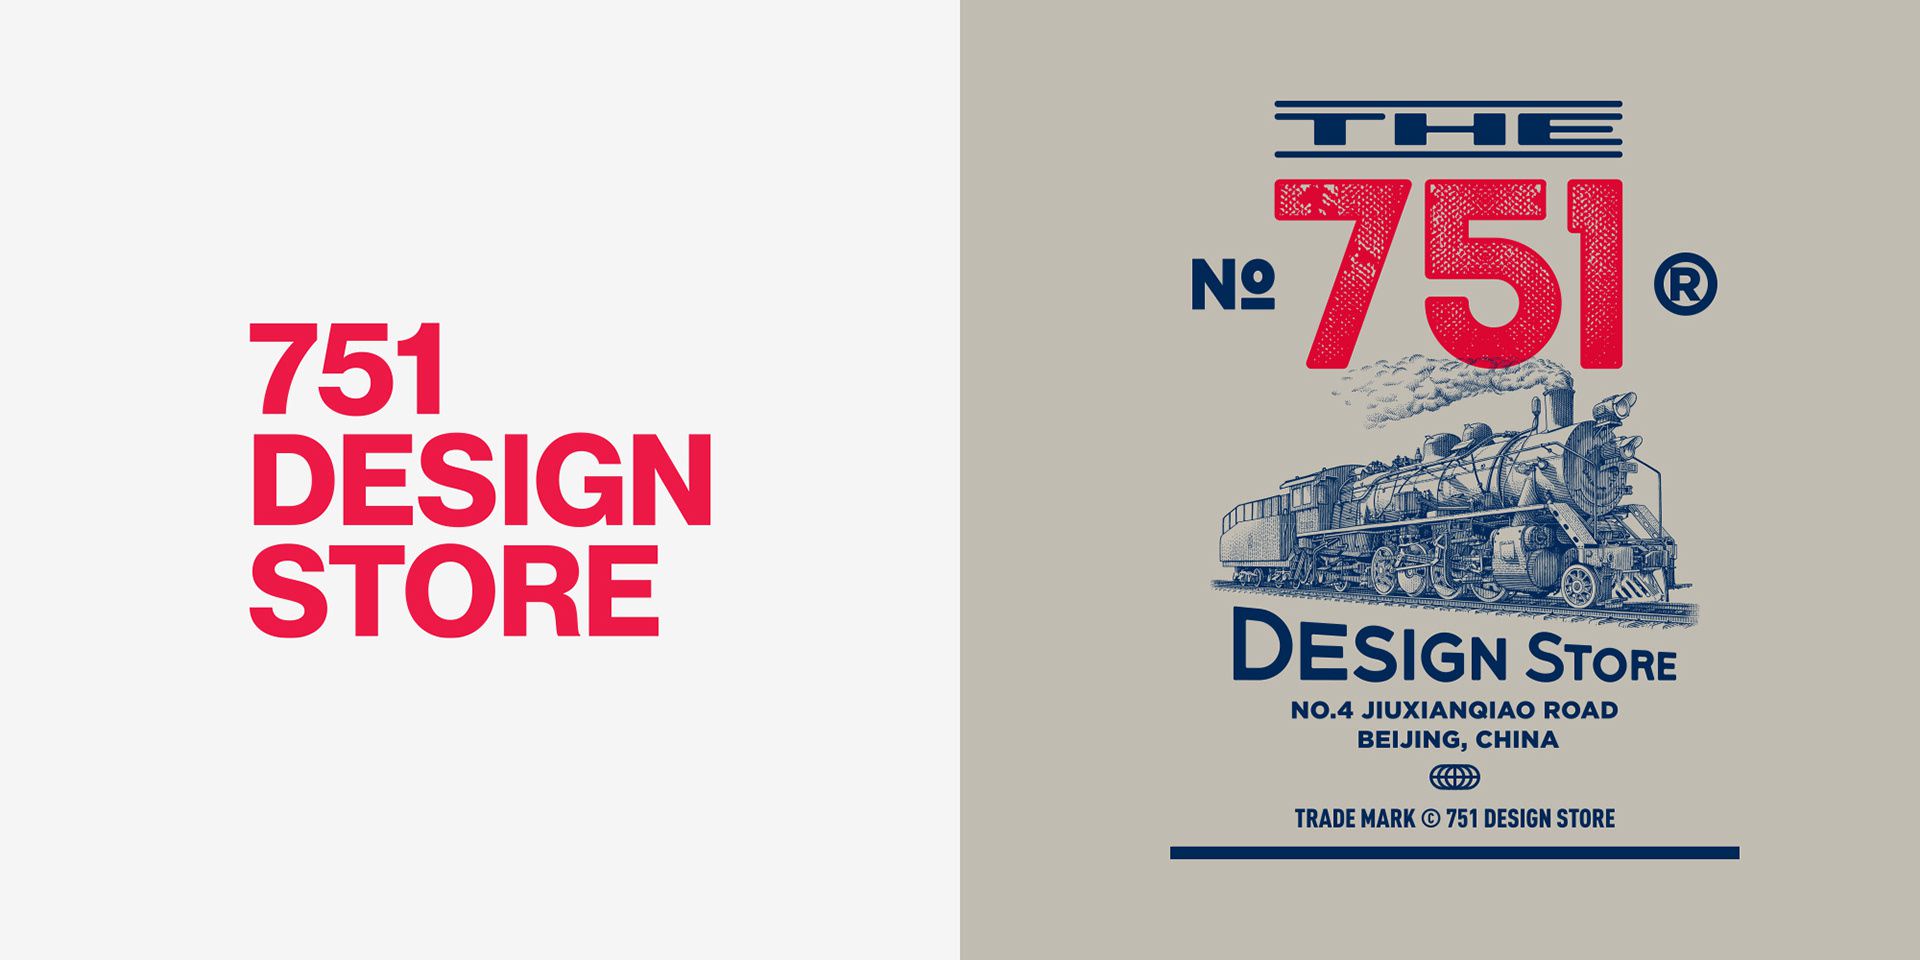 751
DESIGN
STORE
THE
Nº 751 ®
DESIGN STORE
NO.4 JIUXIANQIAO ROAD
BEIJING, CHINA
TRADE MARK © 751 DESIGN STORE